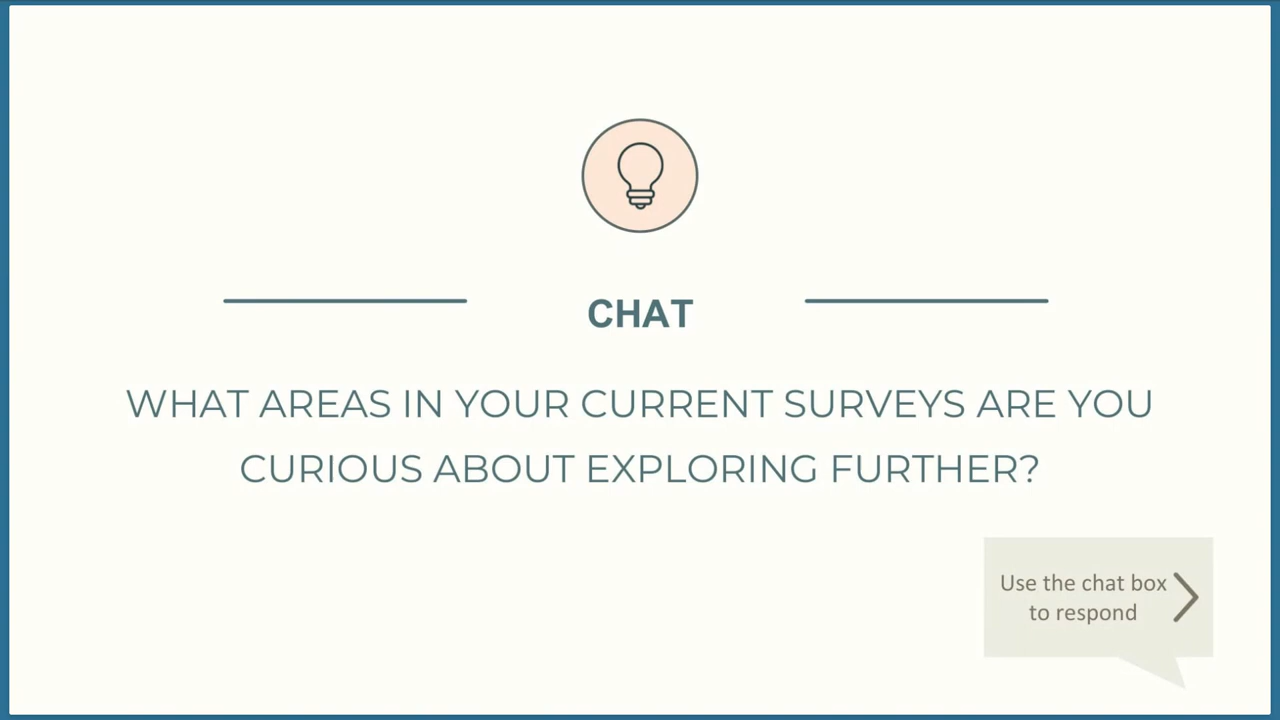 CHAT
WHAT AREAS IN YOUR CURRENT SURVEYS ARE YOU
CURIOUS ABOUT EXPLORING FURTHER?
Use the chat box
to respond